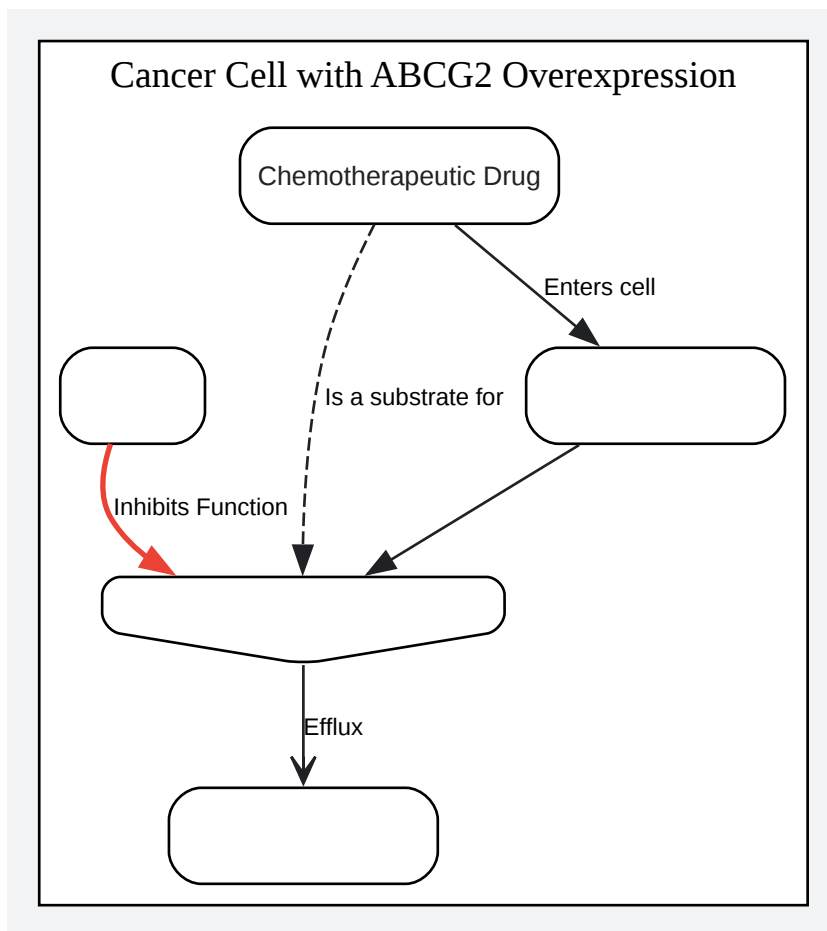 Cancer Cell with ABCG2 Overexpression
Chemotherapeutic Drug
Enters cell
Is a substrate for
Inhibits Function
Efflux